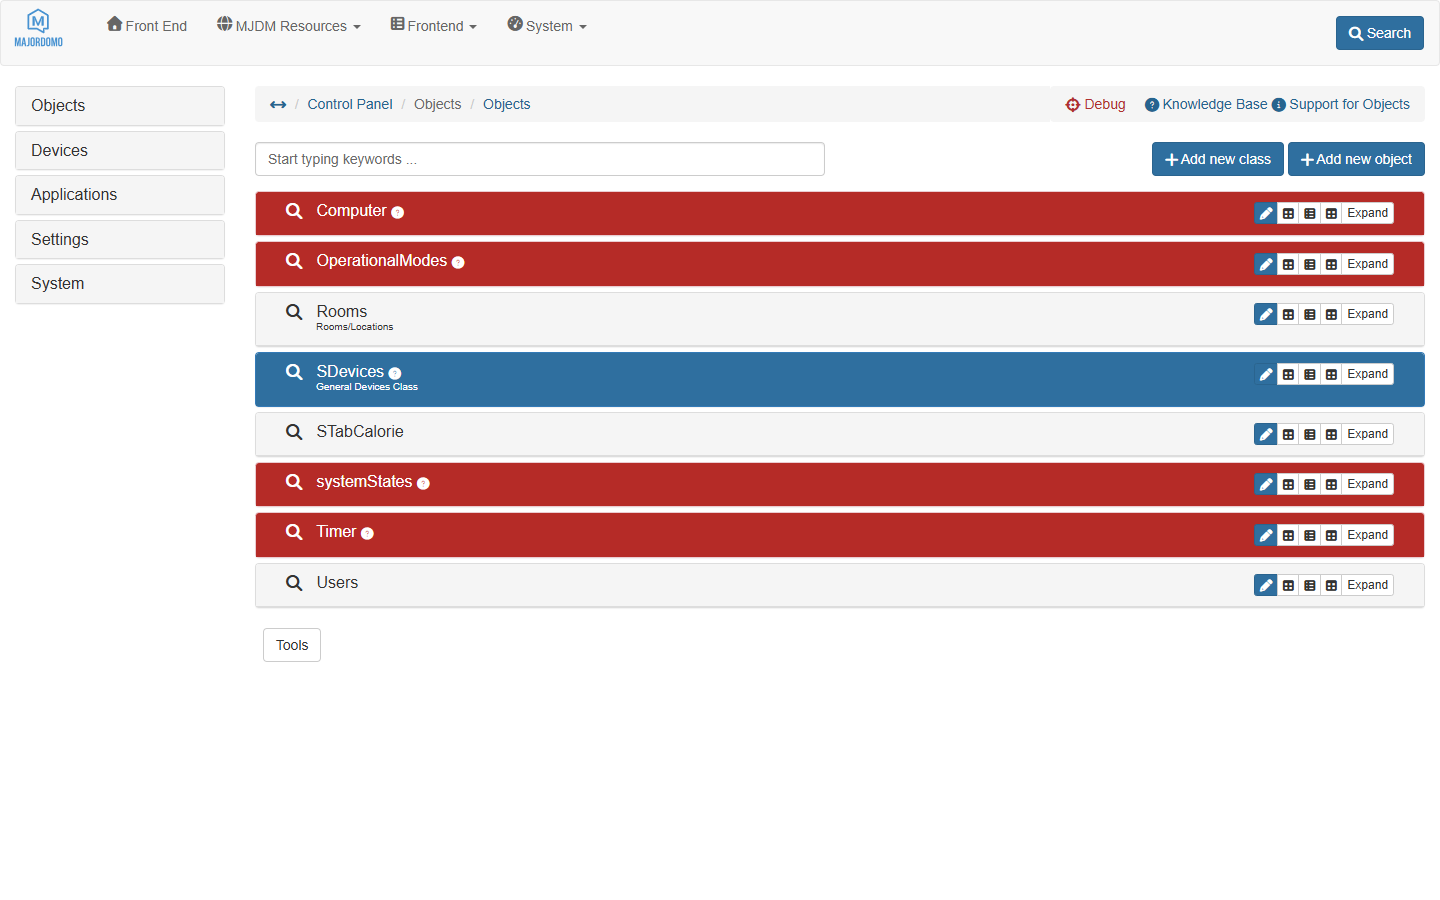 MAJORDOMO
Front End
MJDM Resources
Frontend
System
Search
Objects
Devices
Applications
Settings
System
/ Control Panel / Objects / Objects
Debug
Knowledge Base
Support for Objects
Start typing keywords ...
Add new class
Add new object
Computer
Expand
OperationalModes
Expand
Rooms
Rooms/Locations
Expand
SDevices
General Devices Class
Expand
STabCalorie
Expand
systemStates
Expand
Timer
Expand
Users
Expand
Tools